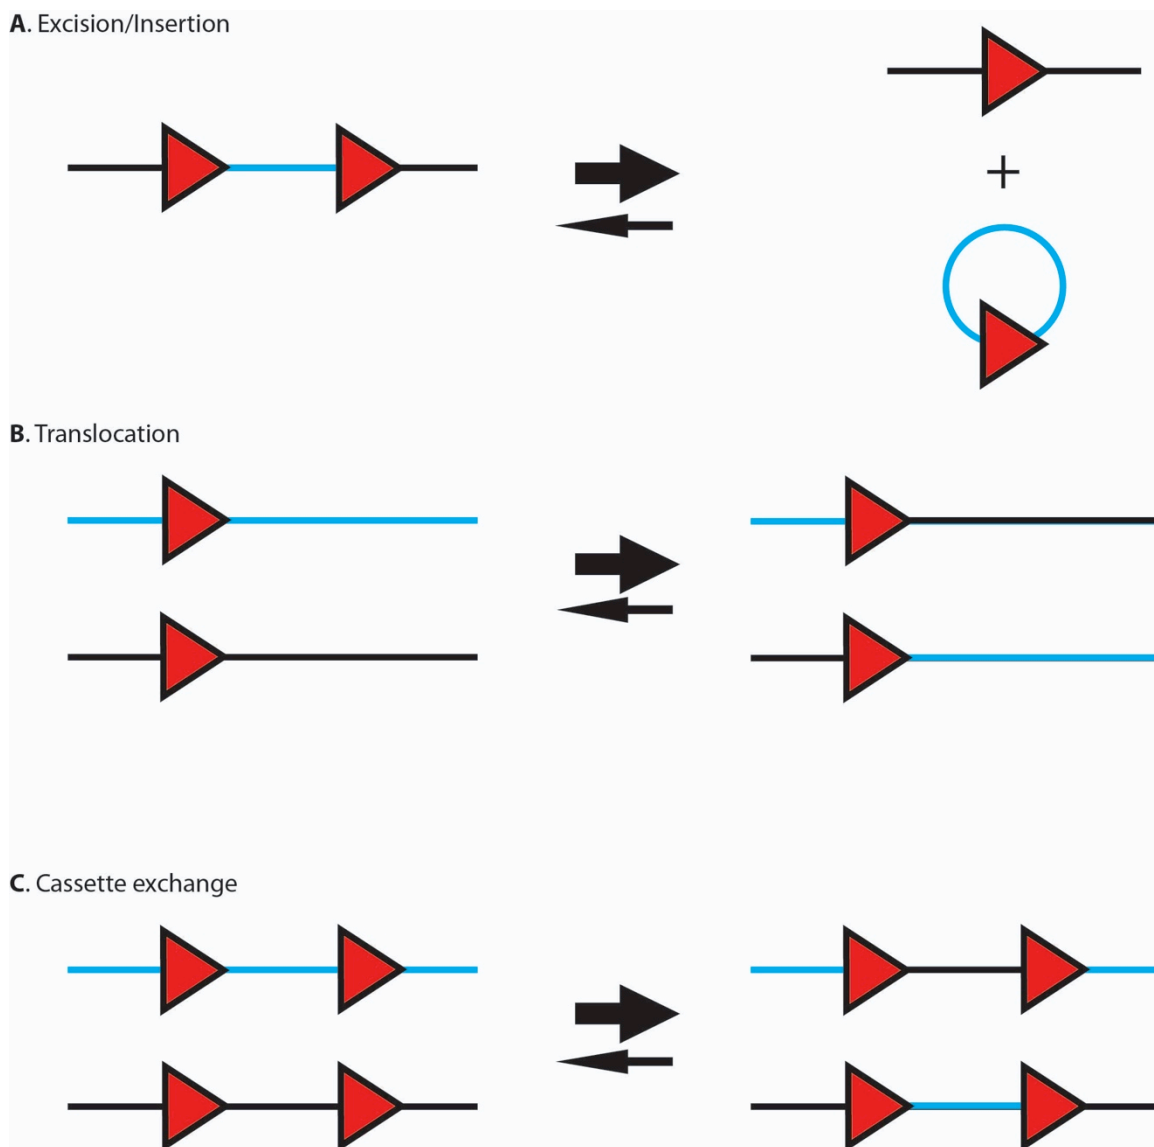 A. Excision/Insertion
+
B. Translocation
C. Cassette exchange